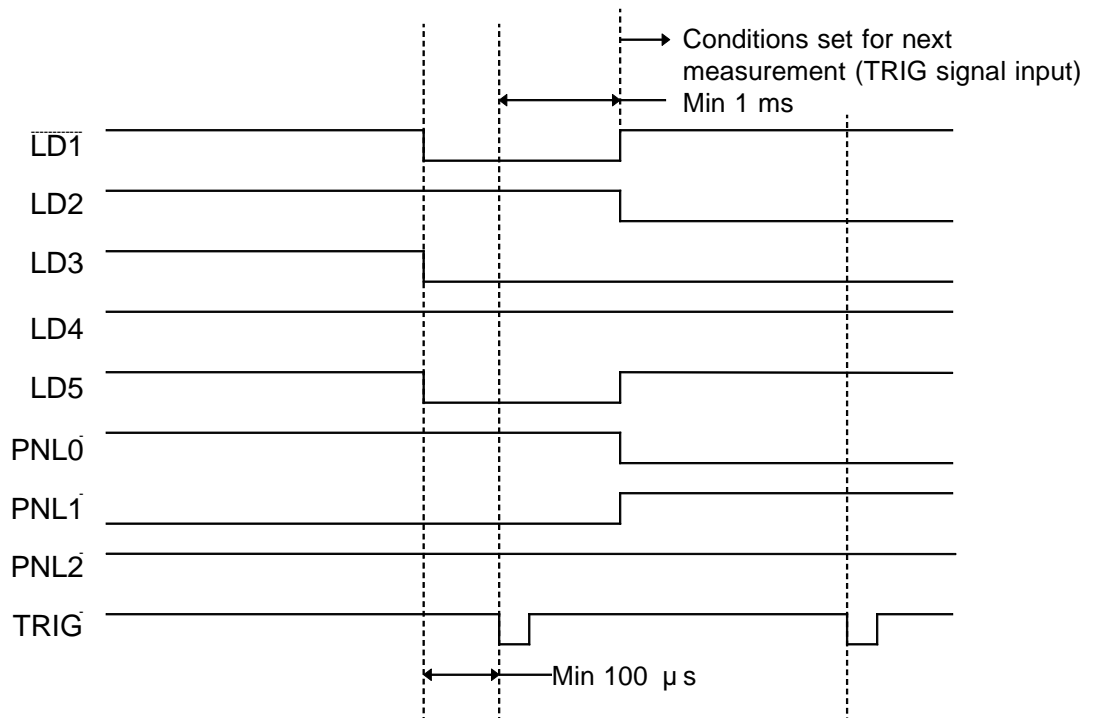 Conditions set for next
measurement (TRIG signal input)
Min 1 ms
LD1
LD2
LD3
LD4
LD5
PNL0
PNL1
PNL2
TRIG
Min 100 μs